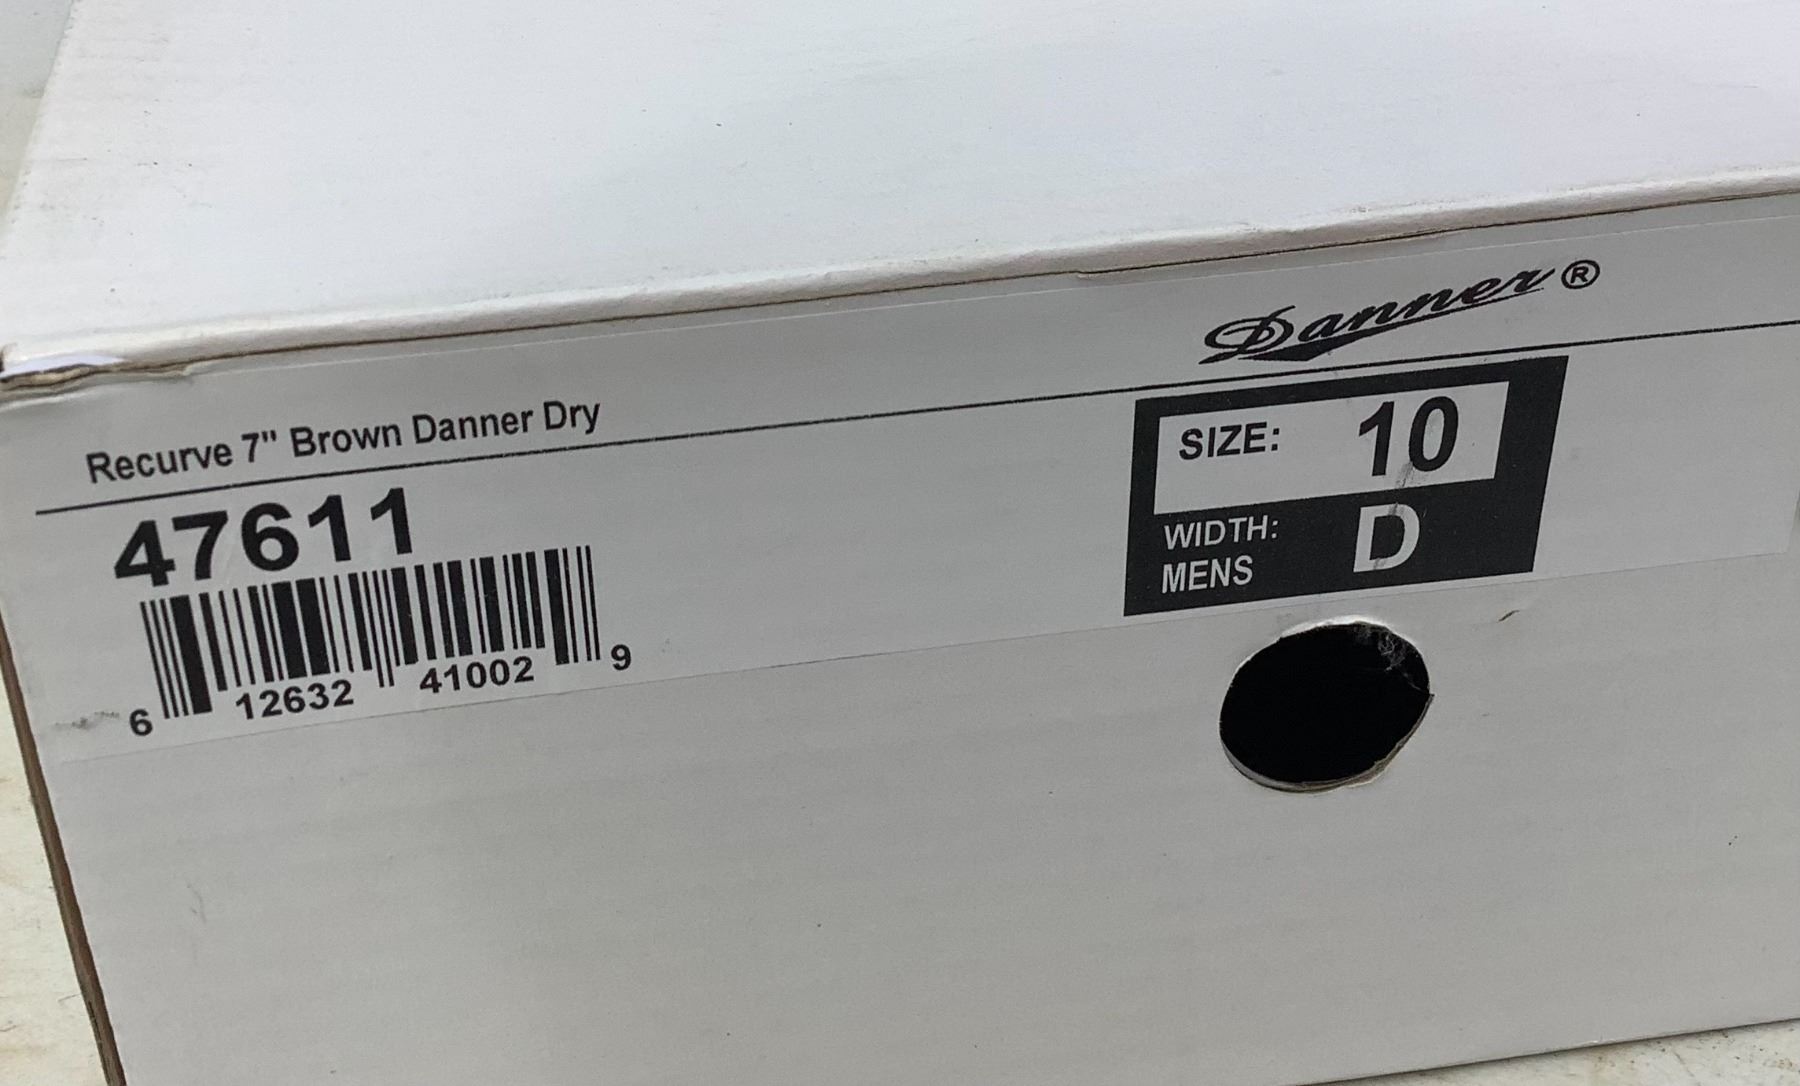 Danner®
Recurve 7" Brown Danner Dry
47611
6 12632 41002 9
SIZE: 10
WIDTH: D
MENS